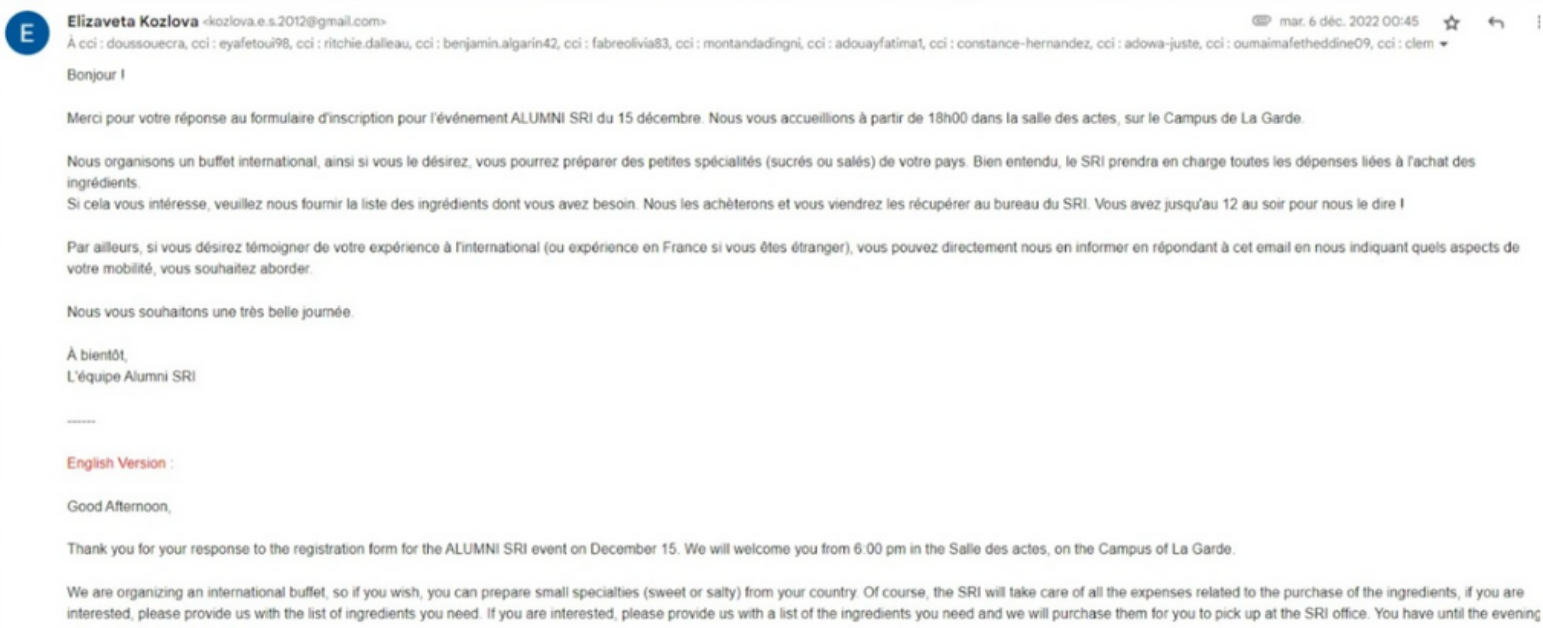 E
Elizaveta Kozlova <kozlova.e.s.2012@gmail.com>
mar. 6 déc. 2022 00:45
À cci : doussouecra, cci : eyafetoui98, cci : ritchie.dalleau, cci : benjamin.algarin42, cci : fabreolivia83, cci : montandadingni, cci : adouayfatima1, cci : constance-hernandez, cci : adowa-juste, cci : oumaimafetheddine09, cci : clem
Bonjour !
Merci pour votre réponse au formulaire d'inscription pour l'événement ALUMNI SRI du 15 décembre. Nous vous accueillions à partir de 18h00 dans la salle des actes, sur le Campus de La Garde.
Nous organisons un buffet international, ainsi si vous le désirez, vous pourrez préparer des petites spécialités (sucrés ou salés) de votre pays. Bien entendu, le SRI prendra en charge toutes les dépenses liées à l'achat des
ingrédients.
Si cela vous intéresse, veuillez nous fournir la liste des ingrédients dont vous avez besoin. Nous les achèterons et vous viendrez les récupérer au bureau du SRI. Vous avez jusqu'au 12 au soir pour nous le dire !
Par ailleurs, si vous désirez témoigner de votre expérience à l'international (ou expérience en France si vous êtes étranger), vous pouvez directement nous en informer en répondant à cet email en nous indiquant quels aspects de
votre mobilité, vous souhaitez aborder.
Nous vous souhaitons une très belle journée.
À bientôt,
L'équipe Alumni SRI
------
English Version :
Good Afternoon,
Thank you for your response to the registration form for the ALUMNI SRI event on December 15. We will welcome you from 6:00 pm in the Salle des actes, on the Campus of La Garde.
We are organizing an international buffet, so if you wish, you can prepare small specialties (sweet or salty) from your country. Of course, the SRI will take care of all the expenses related to the purchase of the ingredients, if you are
interested, please provide us with the list of ingredients you need. If you are interested, please provide us with a list of the ingredients you need and we will purchase them for you to pick up at the SRI office. You have until the evening